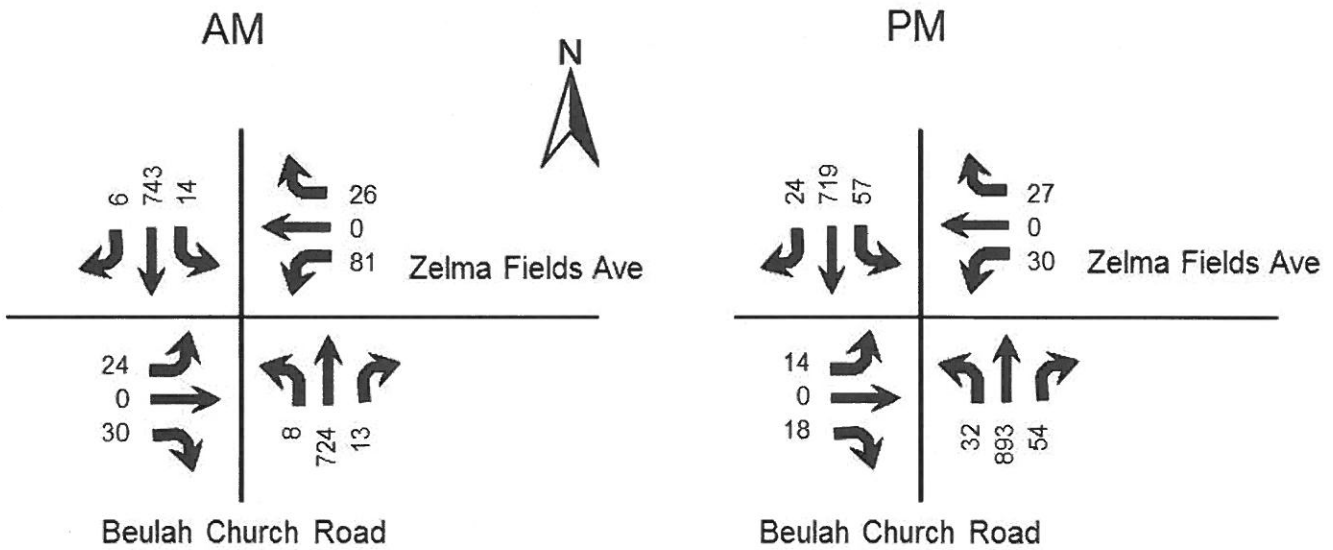 AM
N
6 743 14
26
0
81
Zelma Fields Ave
24
0
30
8 724 13
Beulah Church Road
PM
24 719 57
27
0
30
Zelma Fields Ave
14
0
18
32 893 54
Beulah Church Road